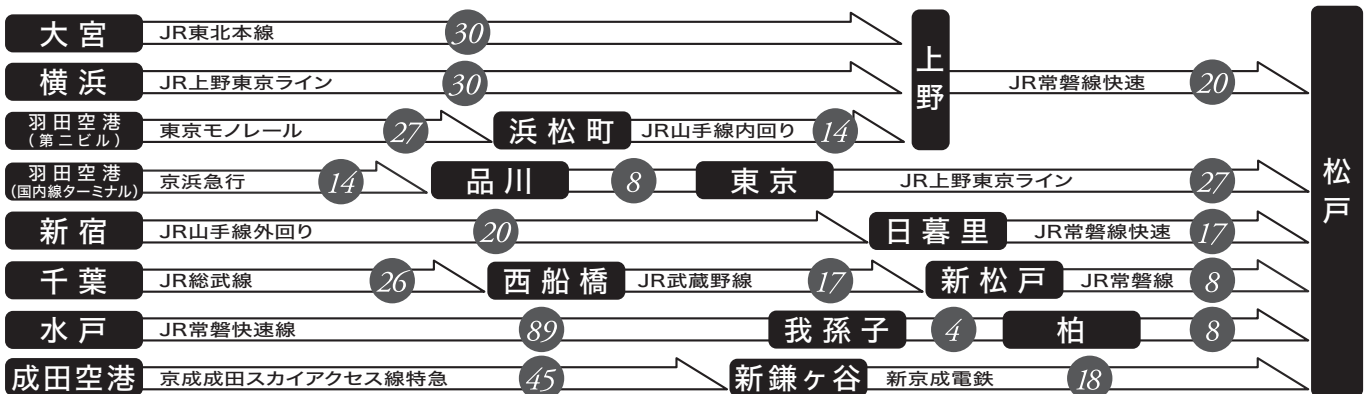 大宮 JR東北本線 30
横浜 JR上野東京ライン 30
上野 JR常磐線快速 20
羽田空港
(第二ビル) 東京モノレール 27 浜松町 JR山手線内回り 14
羽田空港
(国内線ターミナル) 京浜急行 14 品川 8 東京 JR上野東京ライン 27
新宿 JR山手線外回り 20 日暮里 JR常磐線快速 17
千葉 JR総武線 26 西船橋 JR武蔵野線 17 新松戸 JR常磐線 8
水戸 JR常磐快速線 89 我孫子 4 柏 8
成田空港 京成成田スカイアクセス線特急 45 新鎌ヶ谷 新京成電鉄 18
松戸